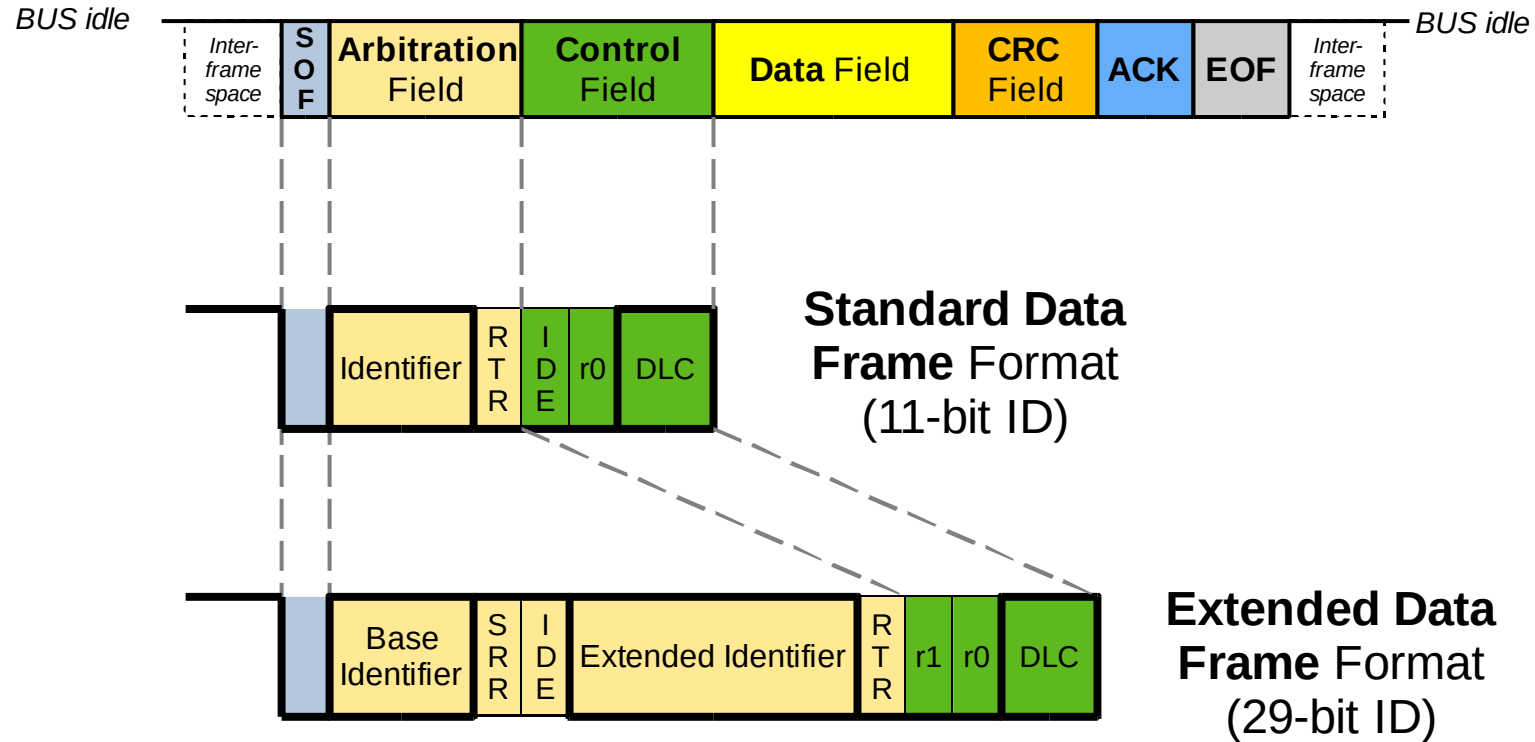 BUS idle
Inter-
frame
space
S
O
F
Arbitration
Field
Control
Field
Data Field
CRC
Field
ACK
EOF
Inter-
frame
space
BUS idle
Identifier
R
T
R
I
D
E
r0
DLC
Standard Data
Frame Format
(11-bit ID)
Base
Identifier
S
R
R
I
D
E
Extended Identifier
R
T
R
r1
r0
DLC
Extended Data
Frame Format
(29-bit ID)